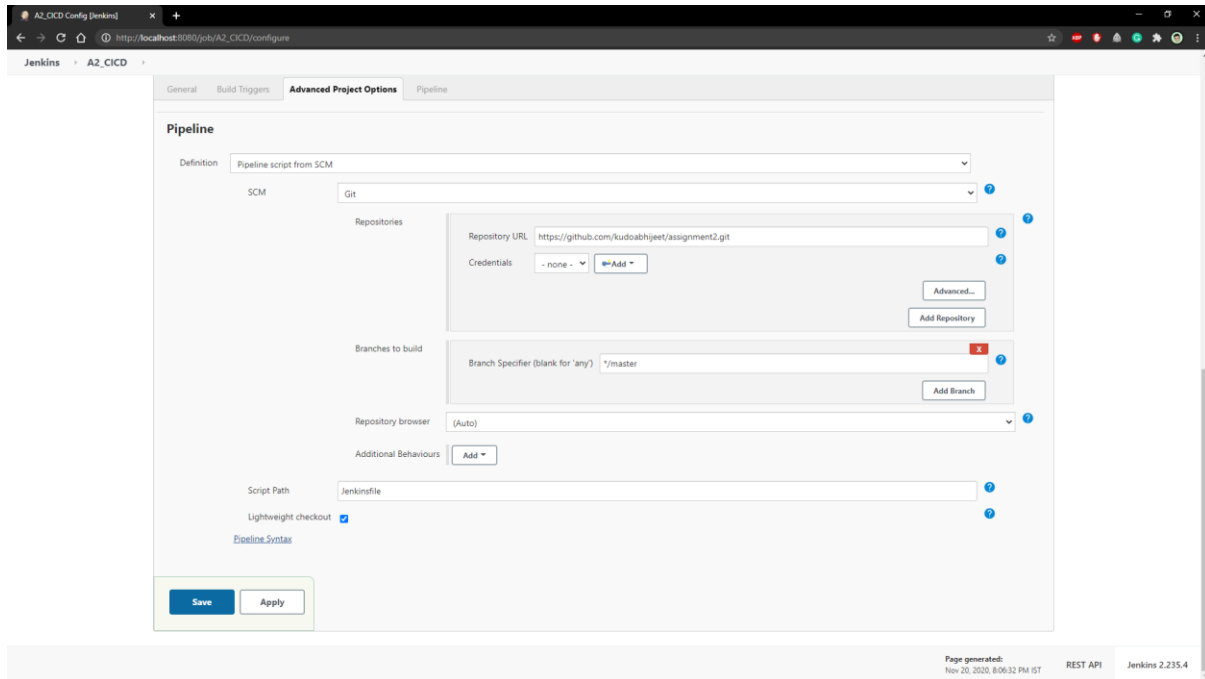 A2_CICD Config [Jenkins]
http://localhost:8080/job/A2_CICD/configure
Jenkins A2_CICD
General Build Triggers Advanced Project Options Pipeline
Pipeline
Definition Pipeline script from SCM
SCM Git
Repositories
Repository URL https://github.com/kudoabhijeet/assignment2.git
Credentials - none - Add
Advanced...
Add Repository
Branches to build X
Branch Specifier (blank for 'any') */master
Add Branch
Repository browser (Auto)
Additional Behaviours Add
Script Path Jenkinsfile
Lightweight checkout
Pipeline Syntax
Save Apply
Page generated:
Nov 20, 2020, 8:06:32 PM IST REST API Jenkins 2.235.4